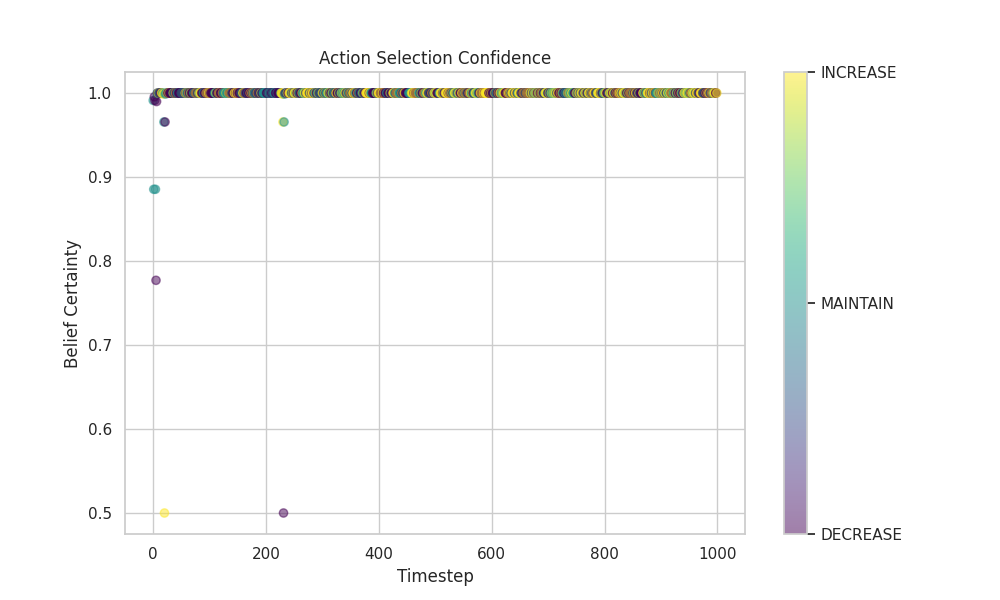 Action Selection Confidence
Belief Certainty
1.0
0.9
0.8
0.7
0.6
0.5
0
200
400
600
800
1000
Timestep
INCREASE
MAINTAIN
DECREASE